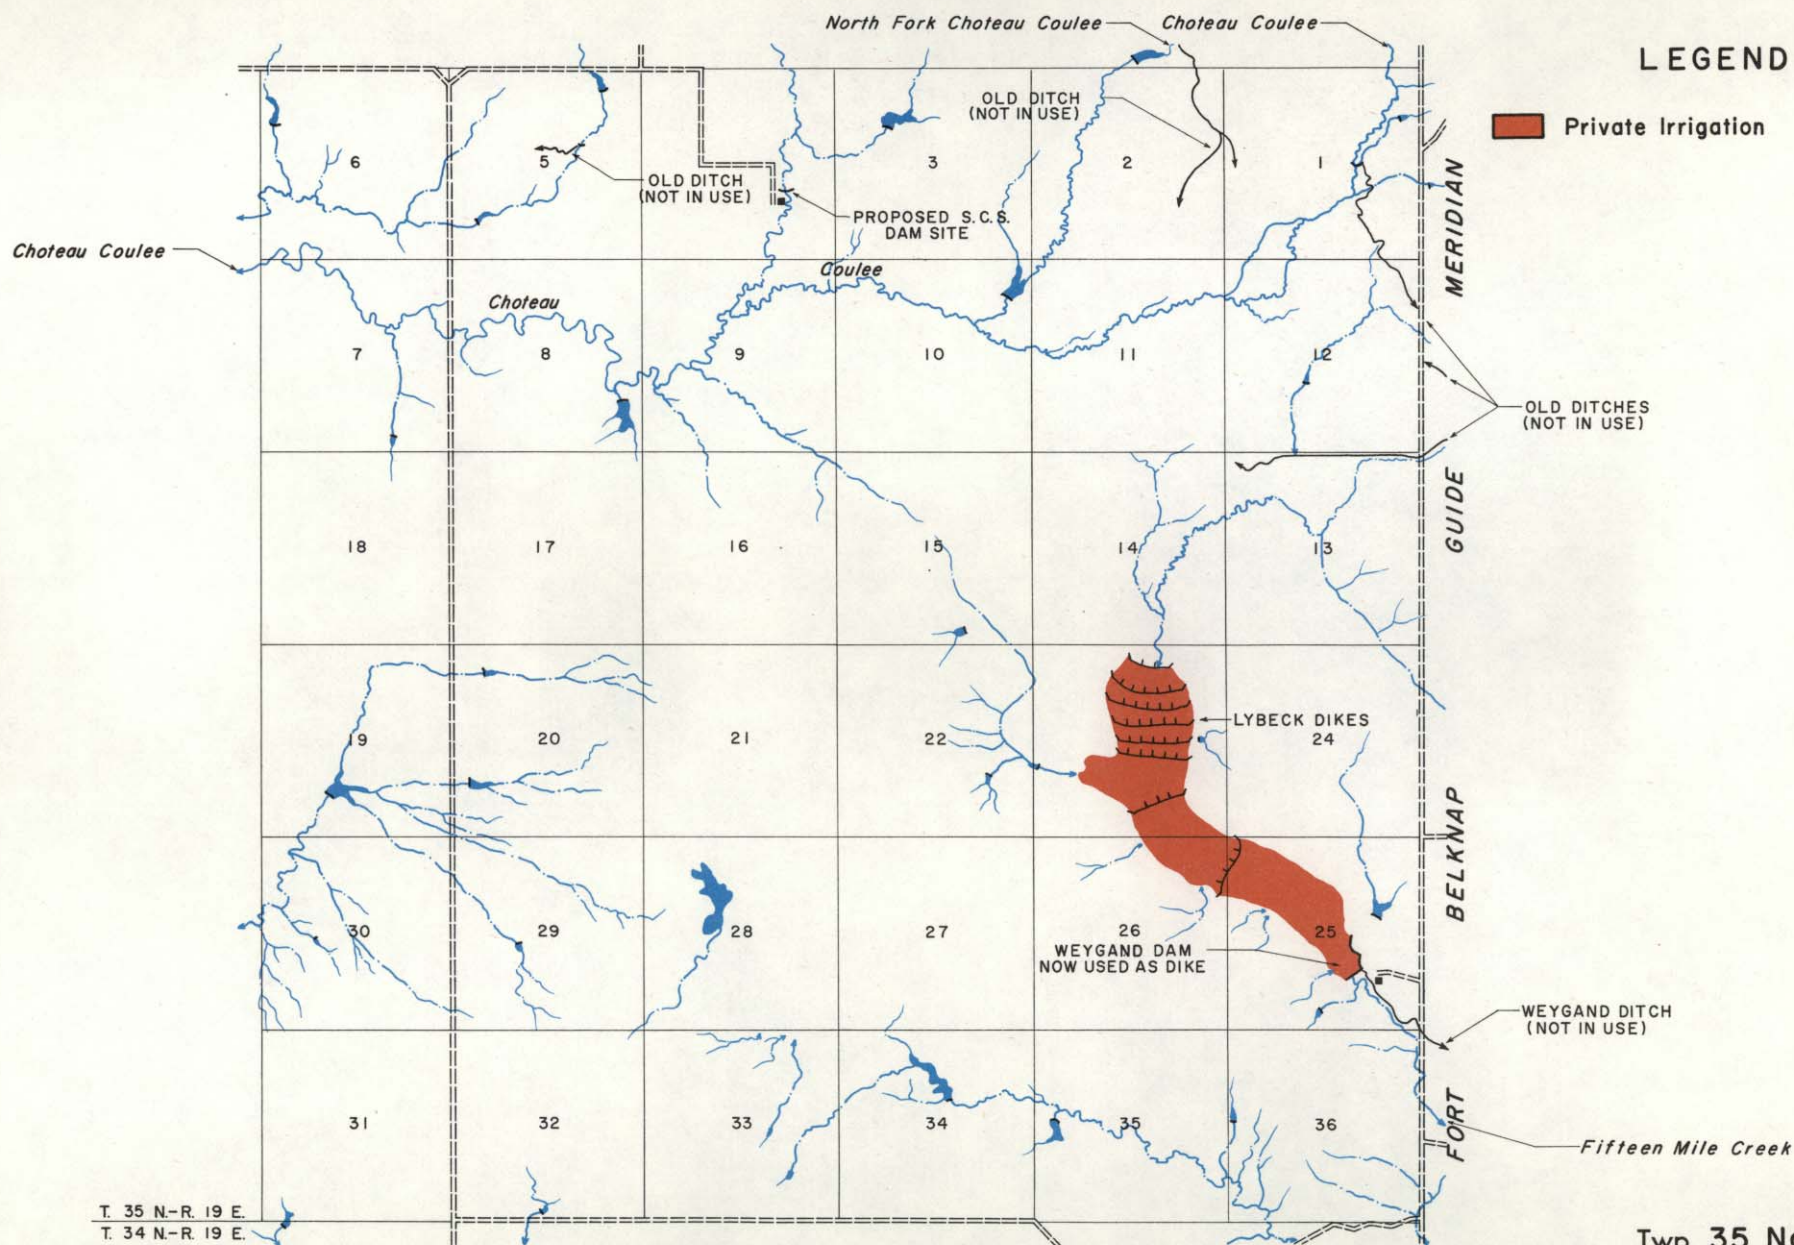 North Fork Choteau Coulee
Choteau Coulee
LEGEND
Private Irrigation
OLD DITCH
(NOT IN USE)
6
5
3
2
1
OLD DITCH
(NOT IN USE)
PROPOSED S.C.S.
DAM SITE
MERIDIAN
Choteau Coulee
Coulee
Choteau
7
8
9
10
11
12
OLD DITCHES
(NOT IN USE)
GUIDE
18
17
16
15
14
13
LYBECK DIKES
19
20
21
22
24
BELKNAP
30
29
28
27
26
25
WEYGAND DAM
NOW USED AS DIKE
WEYGAND DITCH
(NOT IN USE)
31
32
33
34
35
36
FORT
Fifteen Mile Creek
T. 35 N.-R. 19 E.
T. 34 N.-R. 19 E.
Twp. 35 No